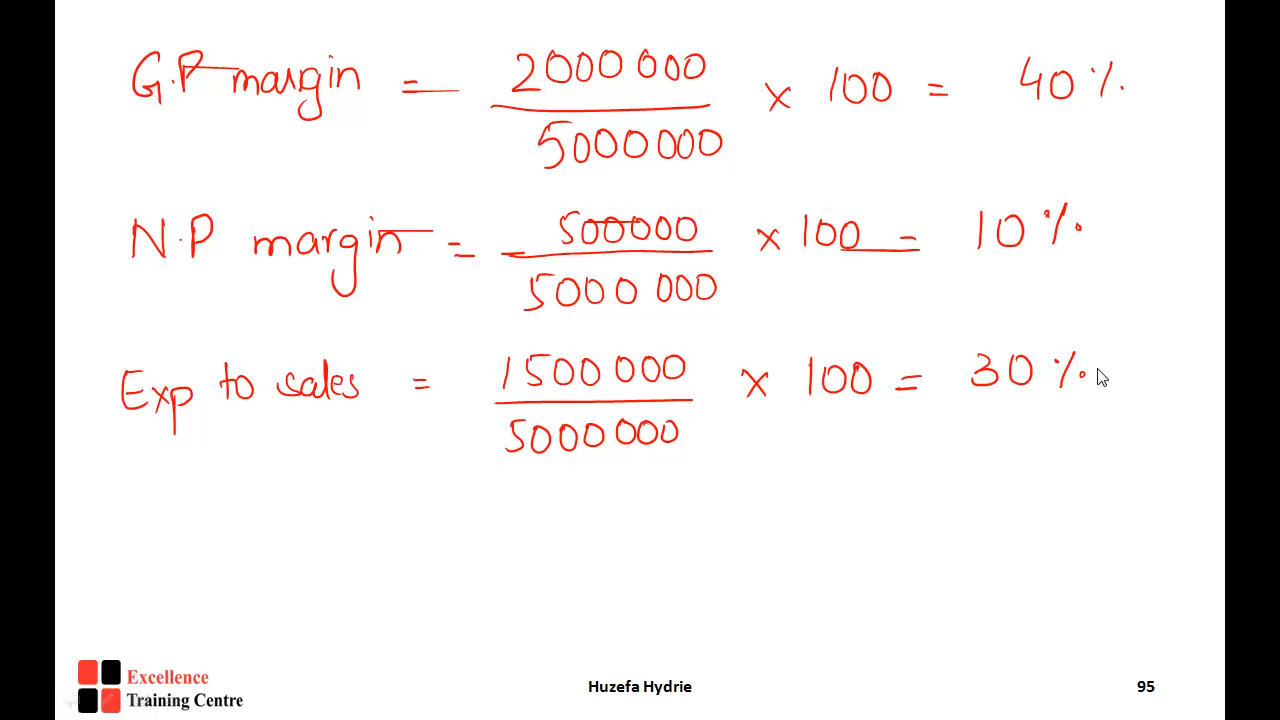 G.P margin = 2000000 / 5000000 × 100 = 40 %.
N.P margin = 500000 / 5000000 × 100 = 10 %.
Exp to sales = 1500000 / 5000000 × 100 = 30 %.
Excellence
Training Centre
Huzefa Hydrie
95